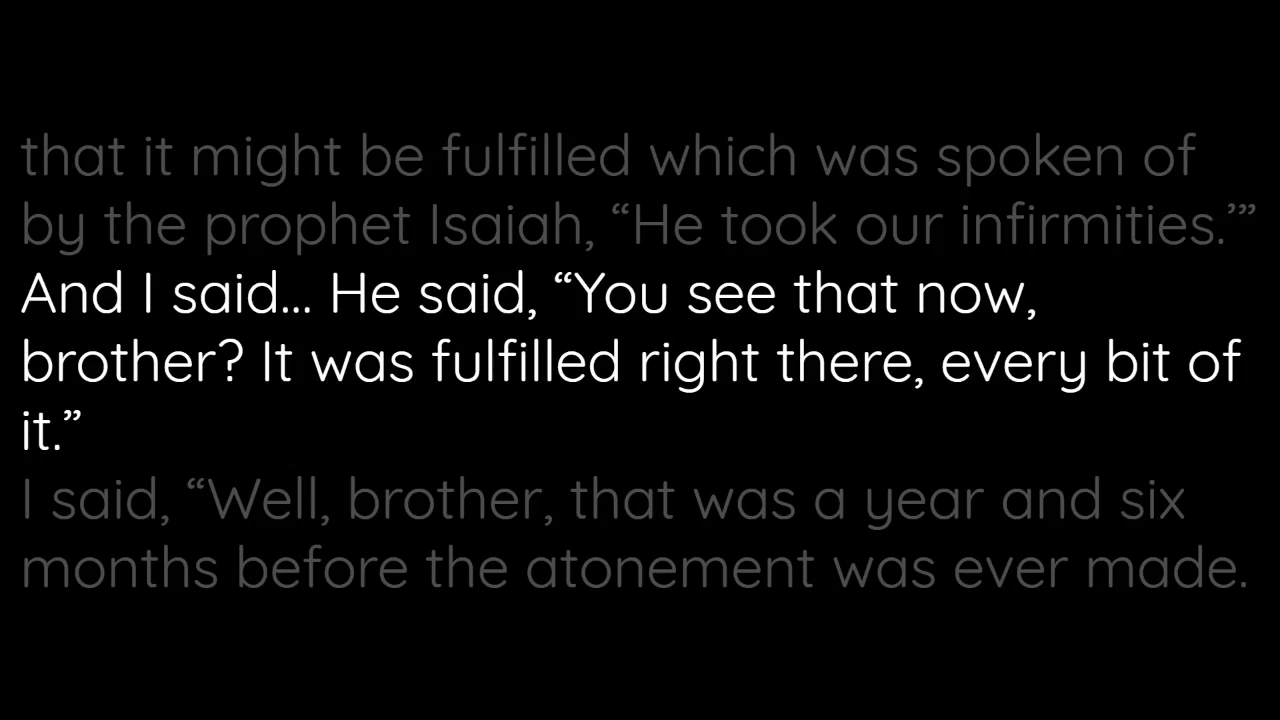 that it might be fulfilled which was spoken of
by the prophet Isaiah, “He took our infirmities.’”
And I said... He said, “You see that now,
brother? It was fulfilled right there, every bit of
it.”
I said, “Well, brother, that was a year and six
months before the atonement was ever made.